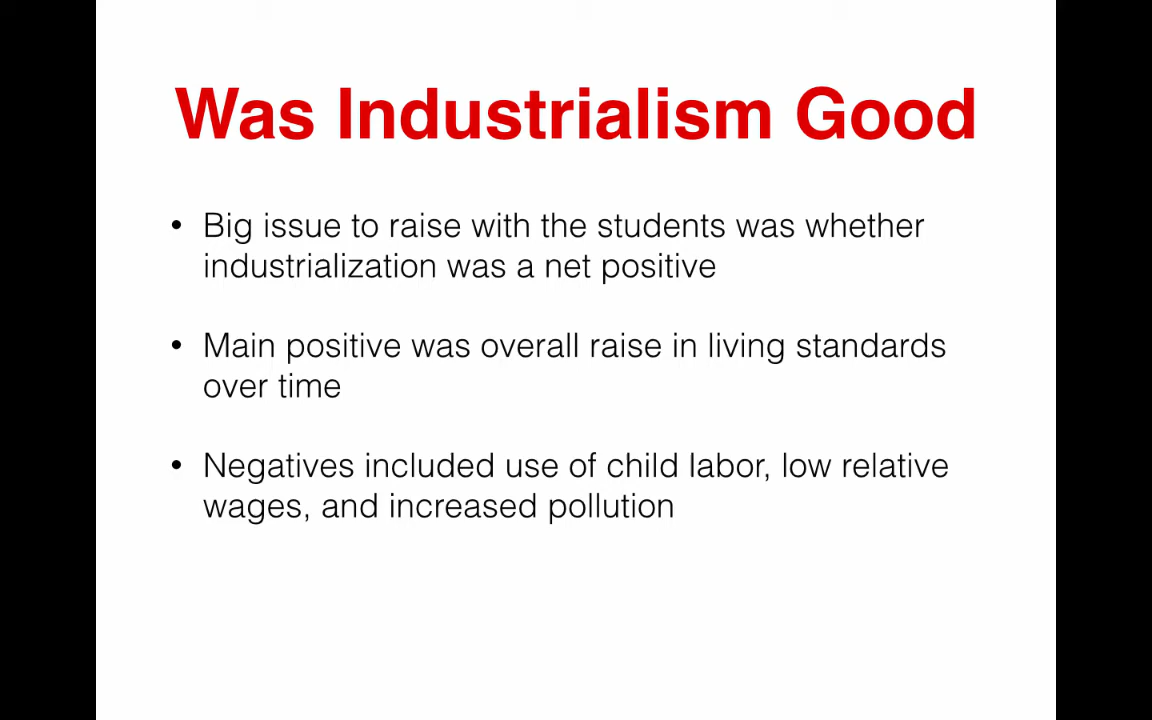 Was Industrialism Good
• Big issue to raise with the students was whether
industrialization was a net positive
• Main positive was overall raise in living standards
over time
• Negatives included use of child labor, low relative
wages, and increased pollution